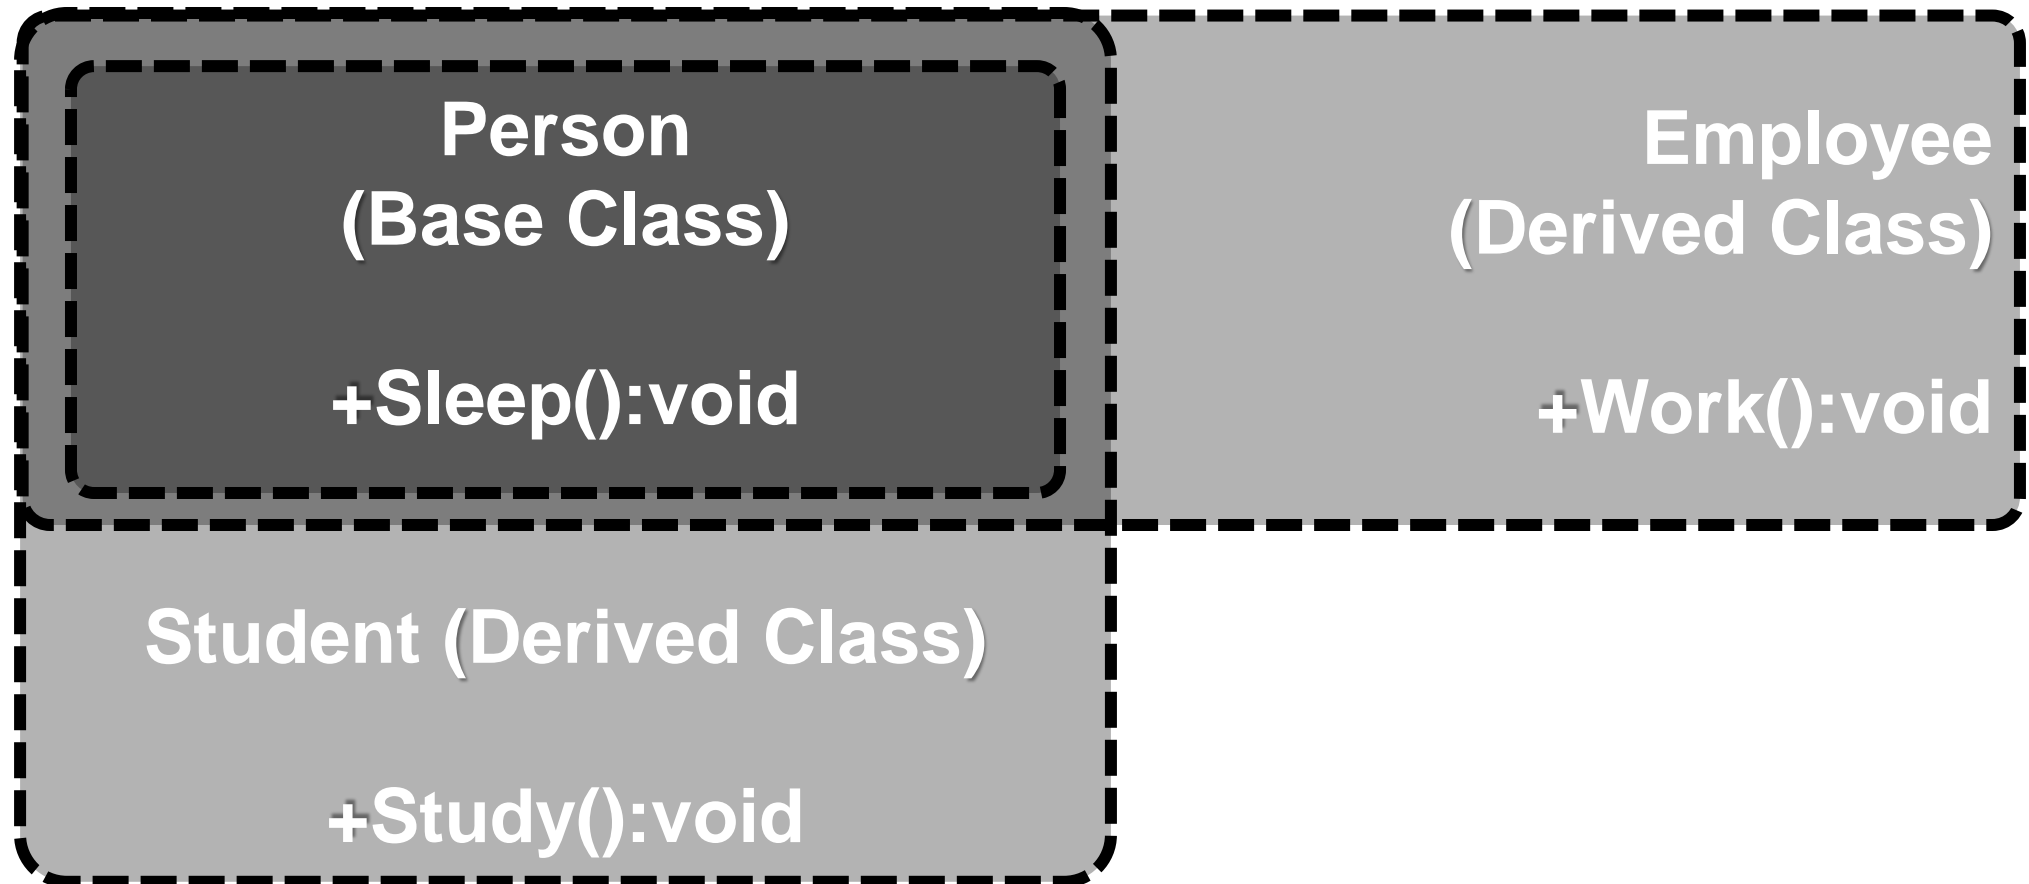 Person
(Base Class)
+Sleep():void
Employee
(Derived Class)
+Work():void
Student (Derived Class)
+Study():void